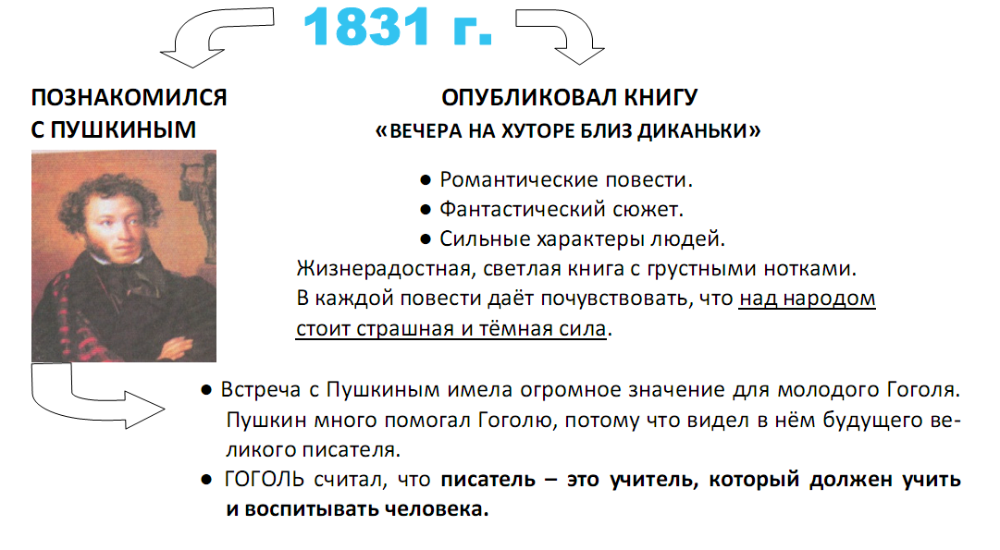 1831 г.
ПОЗНАКОМИЛСЯ
С ПУШКИНЫМ
ОПУБЛИКОВАЛ КНИГУ
«ВЕЧЕРА НА ХУТОРЕ БЛИЗ ДИКАНЬКИ»
● Романтические повести.
● Фантастический сюжет.
● Сильные характеры людей.
Жизнерадостная, светлая книга с грустными нотками.
В каждой повести даёт почувствовать, что над народом
стоит страшная и тёмная сила.
● Встреча с Пушкиным имела огромное значение для молодого Гоголя.
Пушкин много помогал Гоголю, потому что видел в нём будущего ве-
ликого писателя.
● ГОГОЛЬ считал, что писатель – это учитель, который должен учить
и воспитывать человека.